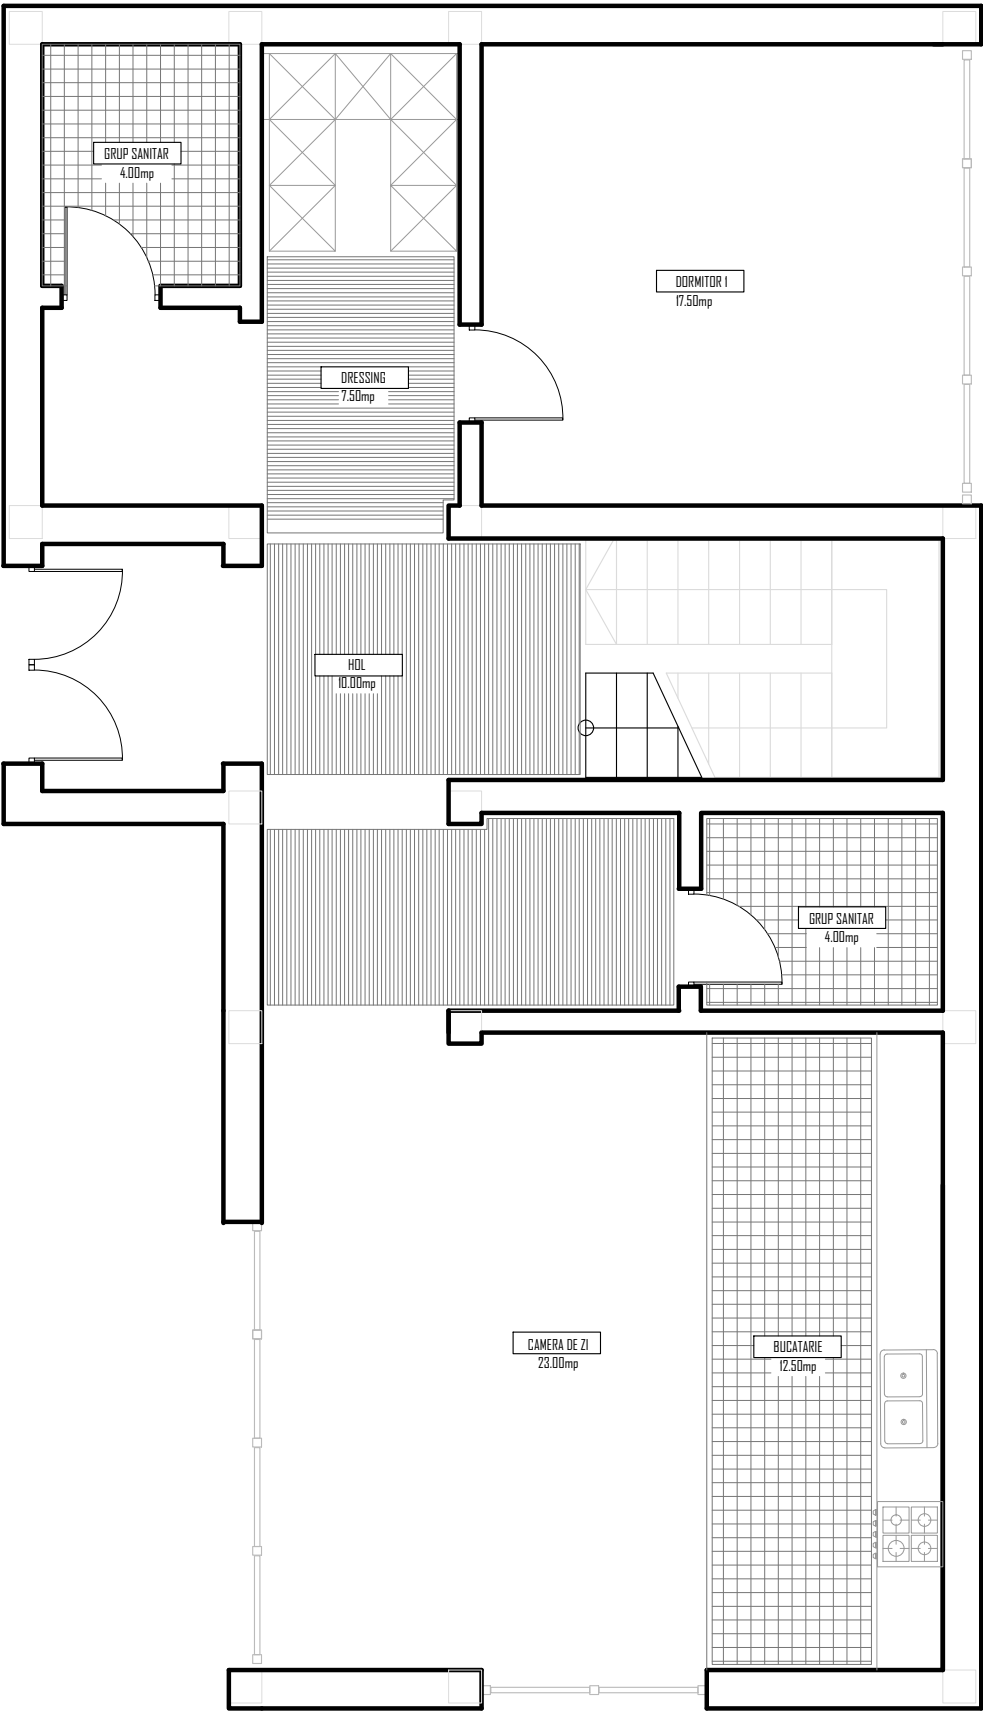 GRUP SANITAR
4.00mp
DORMITOR 1
17.50mp
DRESSING
7.50mp
HOL
10.00mp
GRUP SANITAR
4.00mp
CAMERA DE ZI
23.00mp
BUCATARIE
12.50mp